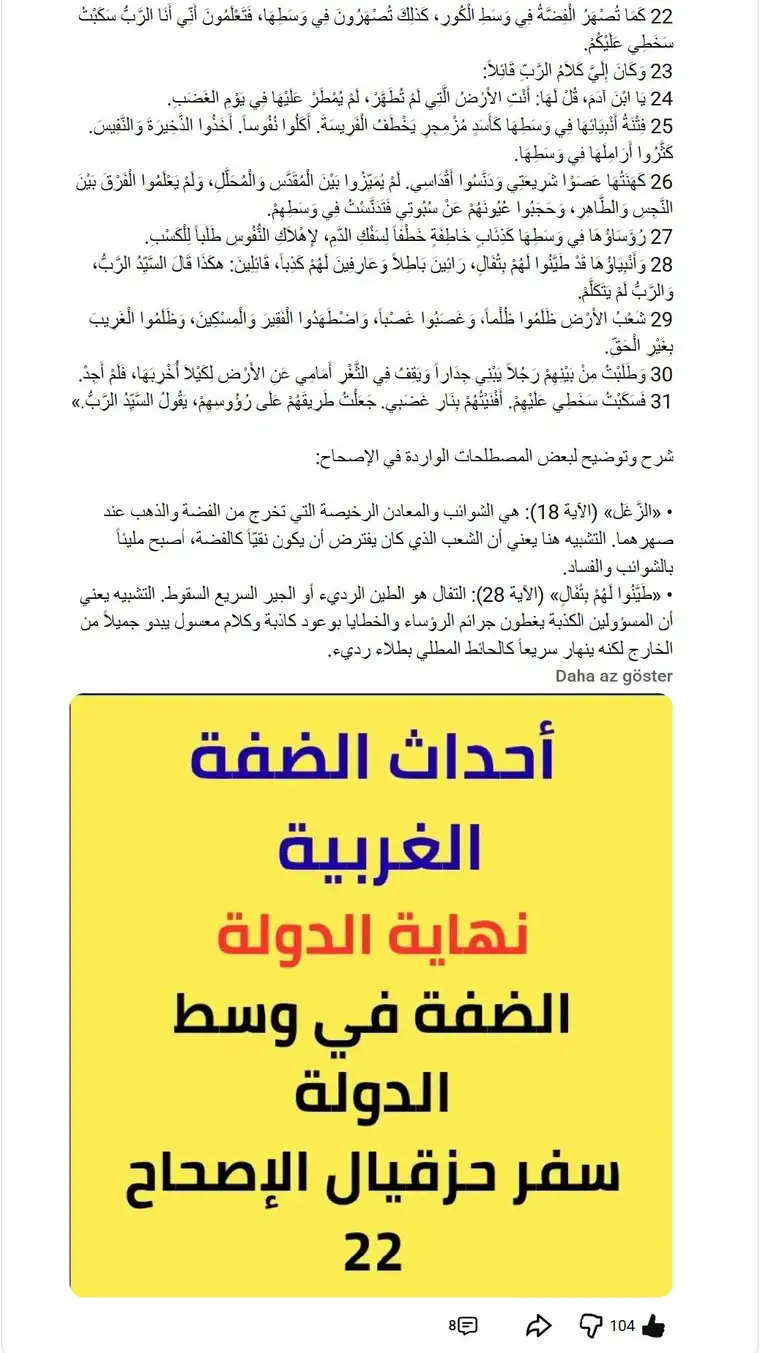 22 كَمَا تُصْهَرُ الْفِضَّةُ فِي وَسَطِ الْكُورِ، كَذلِكَ تُصْهَرُونَ فِي وَسَطِهَا، فَتَعْلَمُونَ أَنِّي أَنَا الرَّبُّ سَكَبْتُ
سَخَطِي عَلَيْكُمْ.
23 وَكَانَ إِلَيَّ كَلاَمُ الرَّبِّ قَائِلاً:
24 يَا ابْنَ آدَمَ، قُلْ لَهَا: أَنْتِ الأَرْضُ الَّتِي لَمْ تُطَهَّرْ، لَمْ يُمْطَرْ عَلَيْهَا فِي يَوْمِ الْغَضَبِ.
25 فِتْنَةُ أَنْبِيَائِهَا فِي وَسَطِهَا كَأَسَدٍ مُزْمجِرٍ يَخْطَفُ الْفَرِيسَةَ. أَكَلُوا نُفُوساً. أَخَذُوا الذَّخِيرَةَ وَالنَّفِيسَ.
كَثَّرُوا أَرَامِلَهَا فِي وَسَطِهَا.
26 كَهَنَتُهَا عَصَوْا شَرِيعَتِي وَدَنَّسُوا أَقْدَاسِي. لَمْ يُمَيِّزُوا بَيْنَ الْمُقَدَّسِ وَالْمُحَلَّلِ، وَلَمْ يَعْلَمُوا الْفَرْقَ بَيْنَ
النَّجِسِ وَالطَّاهِرِ، وَحَجَبُوا عُيُونَهُمْ عَنْ سُبُوتِي فَتَدَنَّسْتُ فِي وَسَطِهِمْ.
27 رُؤَسَاؤُهَا فِي وَسَطِهَا كَذِئَابٍ خَاطِفَةٍ خَطْفاً لِسَفْكِ الدَّمِ، لإِهْلاَكِ النُّفُوسِ طَلَباً لِلْكَسْبِ.
28 وَأَنْبِيَاؤُهَا قَدْ طَيَّنُوا لَهُمْ بِتُفَالٍ، رَائِينَ بَاطِلاً وَعَارِفِينَ لَهُمْ كَذِباً، قَائِلِينَ: هكَذَا قَالَ السَّيِّدُ الرَّبُّ،
وَالرَّبُّ لَمْ يَتَكَلَّمْ.
29 شَعْبُ الأَرْضِ ظَلَمُوا ظُلْماً، وَغَصَبُوا غَصْباً، وَاضْطَهَدُوا الْفَقِيرَ وَالْمِسْكِينَ، وَظَلَمُوا الْغَرِيبَ
بِغَيْرِ الْحَقِّ.
30 وَطَلَبْتُ مِنْ بَيْنِهِمْ رَجُلاً يَبْنِي جِدَاراً وَيَقِفُ فِي الثَّغْرِ أَمَامِي عَنِ الأَرْضِ لِكَيْلاَ أُخْرِبَهَا، فَلَمْ أَجِدْ.
31 فَسَكَبْتُ سَخَطِي عَلَيْهِمْ. أَفْنَيْتُهُمْ بِنَارِ غَضَبِي. جَعَلْتُ طَرِيقَهُمْ عَلَى رُؤُوسِهِمْ، يَقُولُ السَّيِّدُ الرَّبُّ.»
شرح وتوضيح لبعض المصطلحات الواردة في الإصحاح:
• «الزَّغَل» (الآية 18): هي الشوائب والمعادن الرخيصة التي تخرج من الفضة والذهب عند
صهرهما. التشبيه هنا يعني أن الشعب الذي كان يفترض أن يكون نقيّاً كالفضة، أصبح مليئاً
بالشوائب والفساد.
• «طَيَّنُوا لَهُمْ بِتُفَالٍ» (الآية 28): التفال هو الطين الرديء أو الجير السريع السقوط. التشبيه يعني
أن المسؤولين الكذبة يغطون جرائم الرؤساء والخطايا بوعود كاذبة وكلام معسول يبدو جميلاً من
الخارج لكنه ينهار سريعاً كالحائط المطلي بطلاء رديء.
Daha az göster
أحداث الضفة
الغربية
نهاية الدولة
الضفة في وسط
الدولة
سفر حزقيال الإصحاح
22
104
8